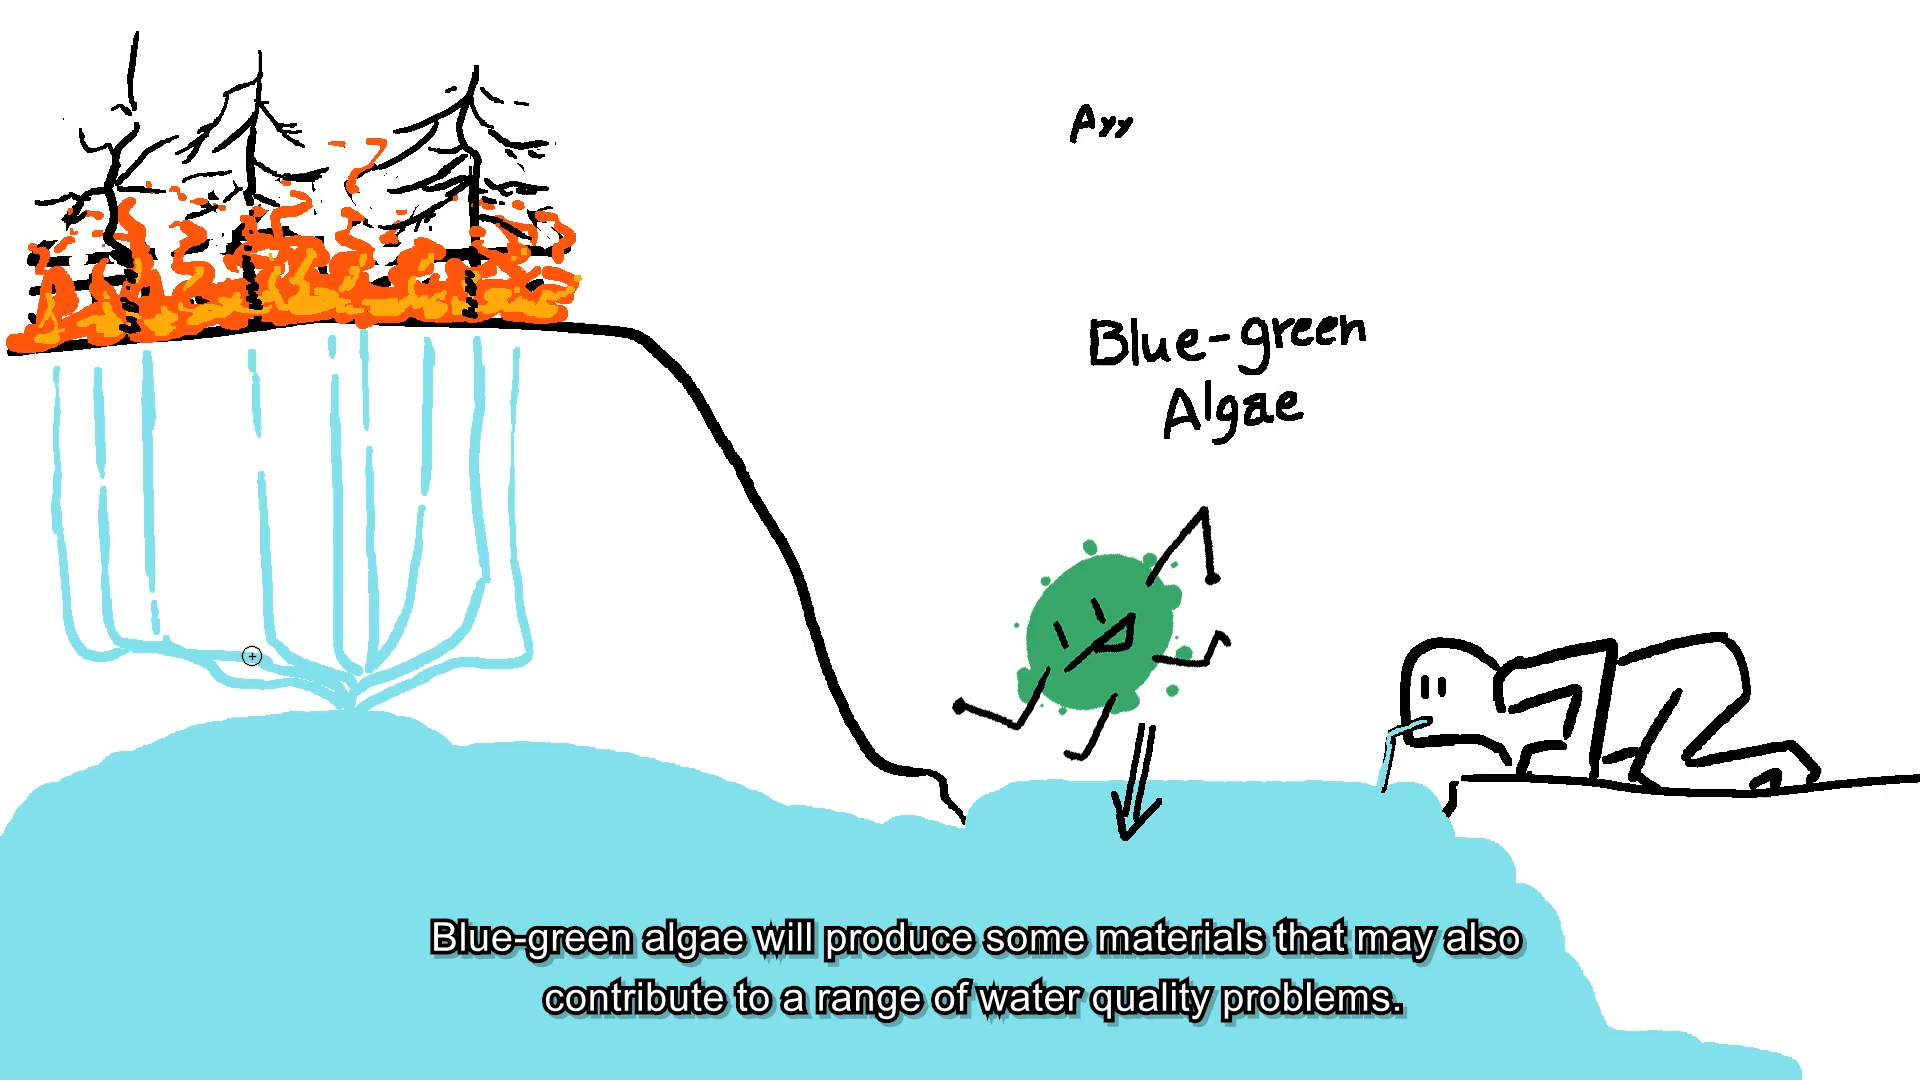 Ayy
Blue-green
Algae
Blue-green algae will produce some materials that may also
contribute to a range of water quality problems.